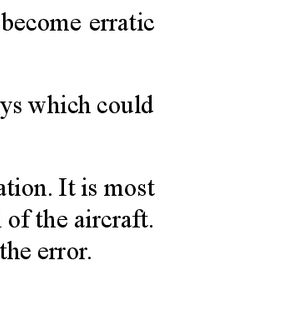 become erratic
ys which could
ation. It is most
of the aircraft.
the error.